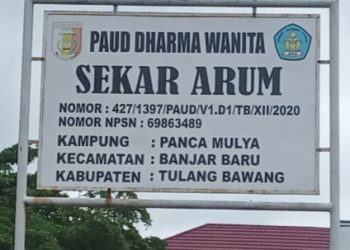 PAUD DHARMA WANITA
SEKAR ARUM
NOMOR : 427/1397/PAUD/V1.D1/TB/XII/2020
NOMOR NPSN : 69863489
KAMPUNG : PANCA MULYA
KECAMATAN : BANJAR BARU
KABUPATEN : TULANG BAWANG